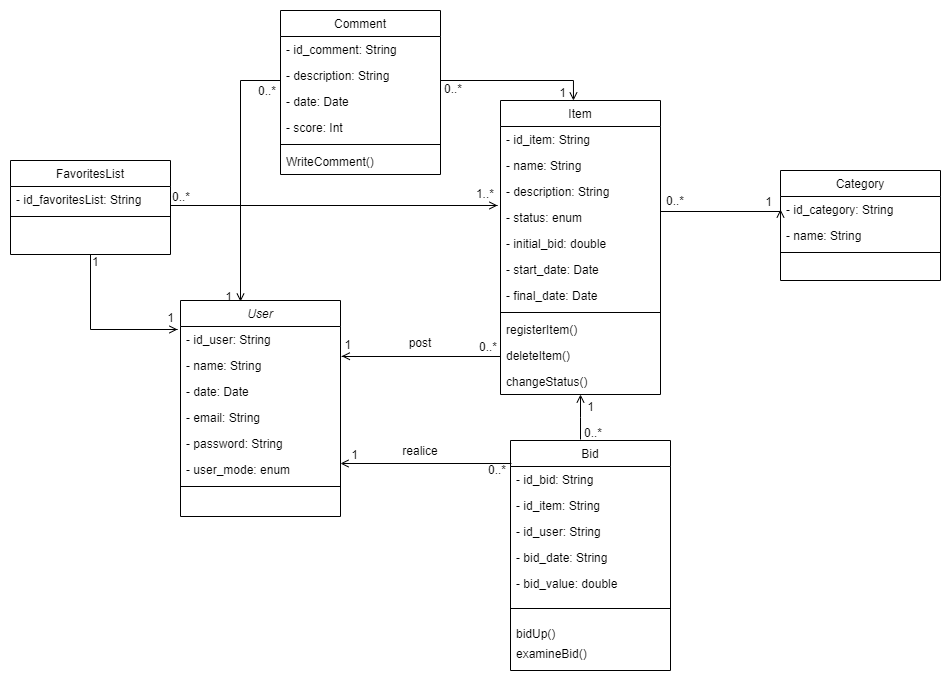 Comment
- id_comment: String
- description: String
- date: Date
- score: Int
WriteComment()
0..*
0..*
1
Item
- id_item: String
- name: String
- description: String
- status: enum
- initial_bid: double
- start_date: Date
- final_date: Date
registerItem()
deleteItem()
changeStatus()
FavoritesList
- id_favoritesList: String
0..*
1..*
1
1
Category
- id_category: String
- name: String
0..*
1
1
User
- id_user: String
- name: String
- date: Date
- email: String
- password: String
- user_mode: enum
1
post
0..*
1
0..*
1
realice
0..*
Bid
- id_bid: String
- id_item: String
- id_user: String
- bid_date: String
- bid_value: double
bidUp()
examineBid()